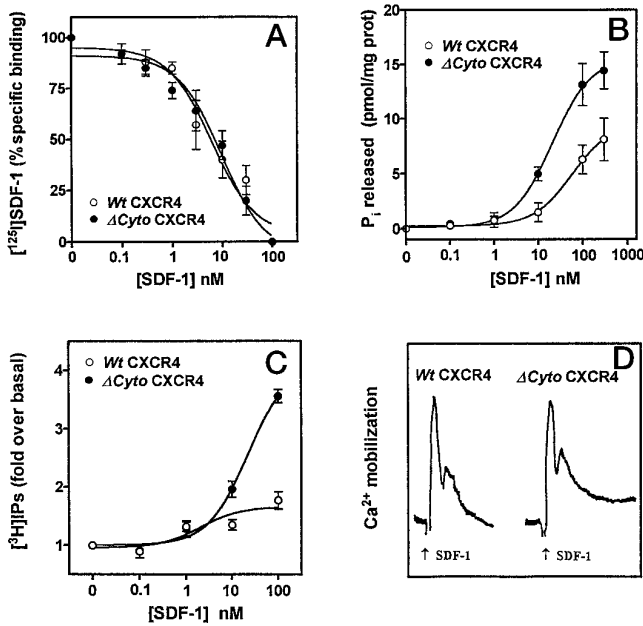 A
[¹²⁵I]SDF-1 (% specific binding)
100
75
50
25
0
Wt CXCR4
ΔCyto CXCR4
0 0.1 1 10 100
[SDF-1] nM
B
Pᵢ released (pmol/mg prot)
20
15
10
5
0
Wt CXCR4
ΔCyto CXCR4
0 0.1 1 10 100 1000
[SDF-1] nM
C
[³H]IPs (fold over basal)
4
3
2
1
Wt CXCR4
ΔCyto CXCR4
0 0.1 1 10 100
[SDF-1] nM
D
Ca²⁺ mobilization
Wt CXCR4 ΔCyto CXCR4
↑ SDF-1 ↑ SDF-1